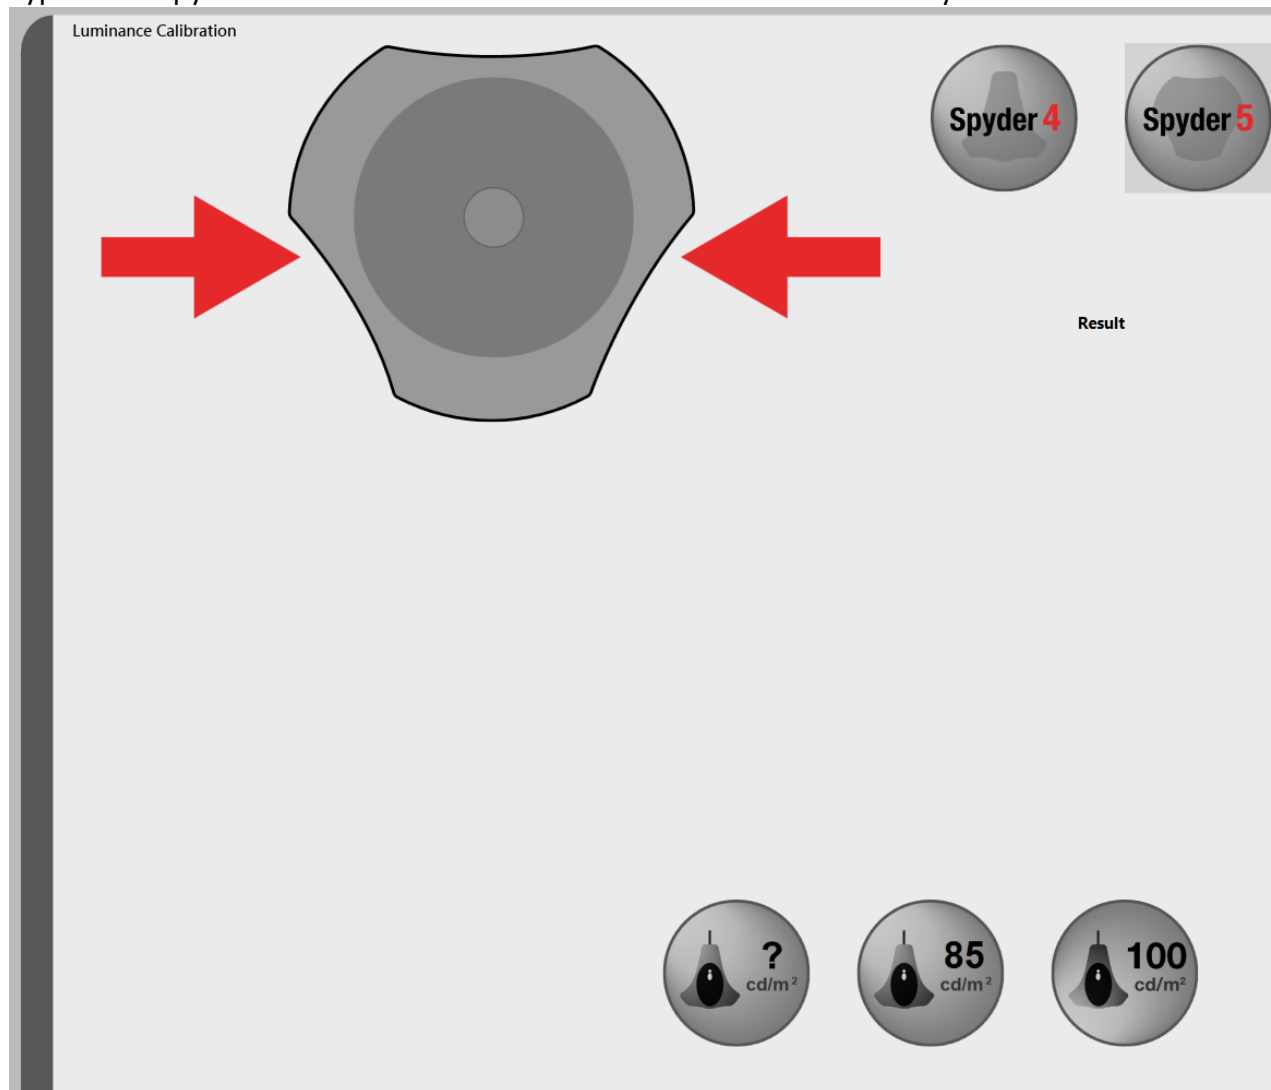 Luminance Calibration
Spyder 4
Spyder 5
Result
?
cd/m²
85
cd/m²
100
cd/m²